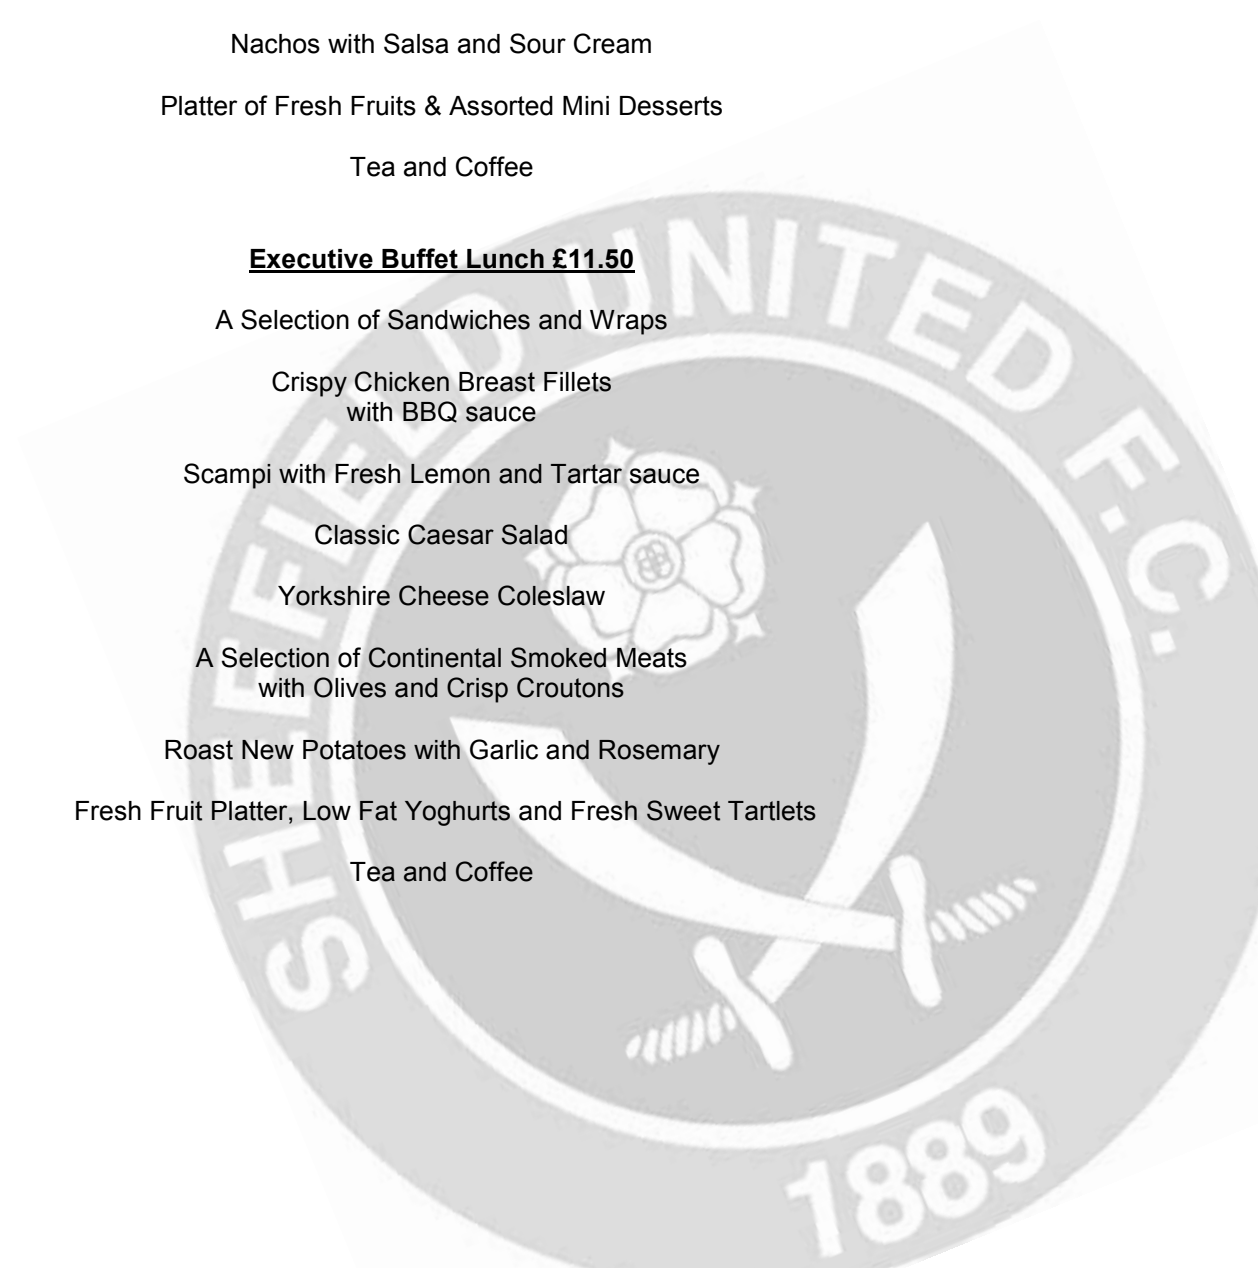 Nachos with Salsa and Sour Cream
Platter of Fresh Fruits & Assorted Mini Desserts
Tea and Coffee
Executive Buffet Lunch £11.50
A Selection of Sandwiches and Wraps
Crispy Chicken Breast Fillets
with BBQ sauce
Scampi with Fresh Lemon and Tartar sauce
Classic Caesar Salad
Yorkshire Cheese Coleslaw
A Selection of Continental Smoked Meats
with Olives and Crisp Croutons
Roast New Potatoes with Garlic and Rosemary
Fresh Fruit Platter, Low Fat Yoghurts and Fresh Sweet Tartlets
Tea and Coffee
SHEFFIELD UNITED F.C.
1889